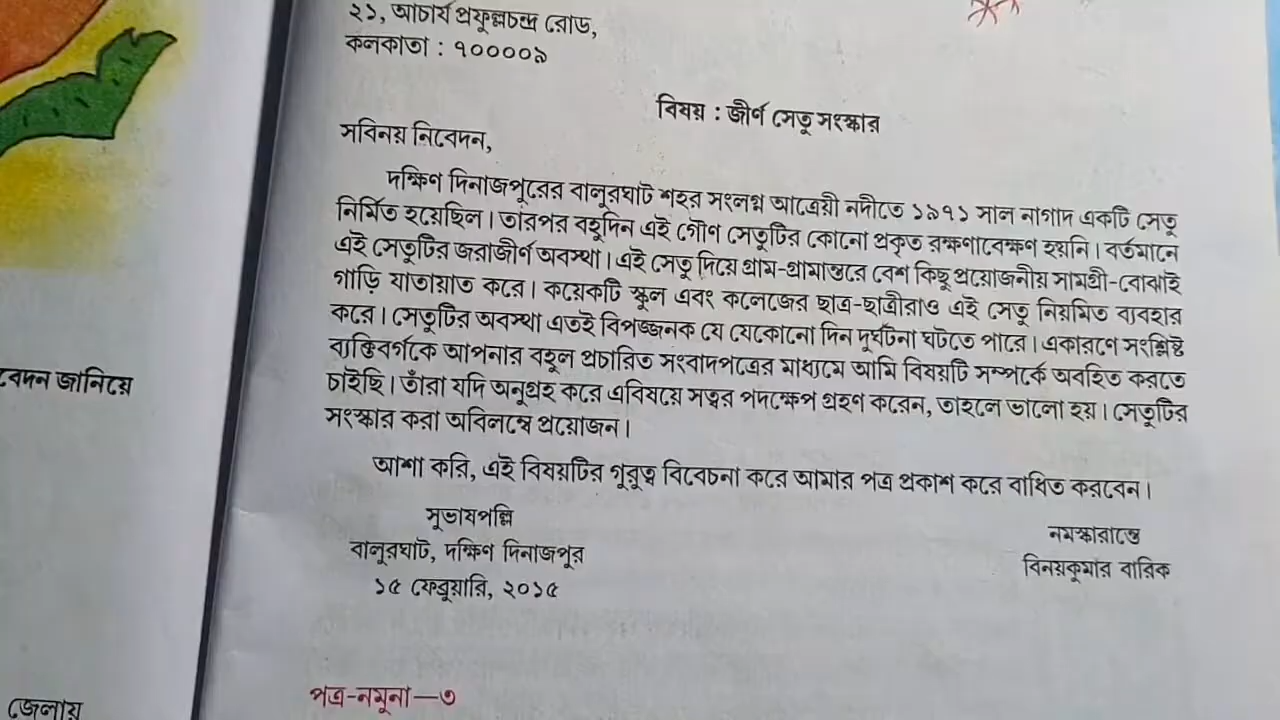 ২১, আচার্য প্রফুল্লচন্দ্র রোড,
কলকাতা : ৭০০০০৯
বিষয় : জীর্ণ সেতু সংস্কার
সবিনয় নিবেদন,
দক্ষিণ দিনাজপুরের বালুরঘাট শহর সংলগ্ন আত্রেয়ী নদীতে ১৯৭১ সাল নাগাদ একটি সেতু
নির্মিত হয়েছিল। তারপর বহুদিন এই গৌণ সেতুটির কোনো প্রকৃত রক্ষণাবেক্ষণ হয়নি। বর্তমানে
এই সেতুটির জরাজীর্ণ অবস্থা। এই সেতু দিয়ে গ্রাম-গ্রামান্তরে বেশ কিছু প্রয়োজনীয় সামগ্রী-বোঝাই
গাড়ি যাতায়াত করে। কয়েকটি স্কুল এবং কলেজের ছাত্র-ছাত্রীরাও এই সেতু নিয়মিত ব্যবহার
করে। সেতুটির অবস্থা এতই বিপজ্জনক যে যেকোনো দিন দুর্ঘটনা ঘটতে পারে। একারণে সংশ্লিষ্ট
ব্যক্তিবর্গকে আপনার বহুল প্রচারিত সংবাদপত্রের মাধ্যমে আমি বিষয়টি সম্পর্কে অবহিত করতে
চাইছি। তাঁরা যদি অনুগ্রহ করে এবিষয়ে সত্বর পদক্ষেপ গ্রহণ করেন, তাহলে ভালো হয়। সেতুটির
সংস্কার করা অবিলম্বে প্রয়োজন।
আশা করি, এই বিষয়টির গুরুত্ব বিবেচনা করে আমার পত্র প্রকাশ করে বাধিত করবেন।
সুভাষপল্লি
বালুরঘাট, দক্ষিণ দিনাজপুর
১৫ ফেব্রুয়ারি, ২০১৫
নমস্কারান্তে
বিনয়কুমার বারিক
পত্র-নমুনা—৩
বেদন জানিয়ে
জেলায়